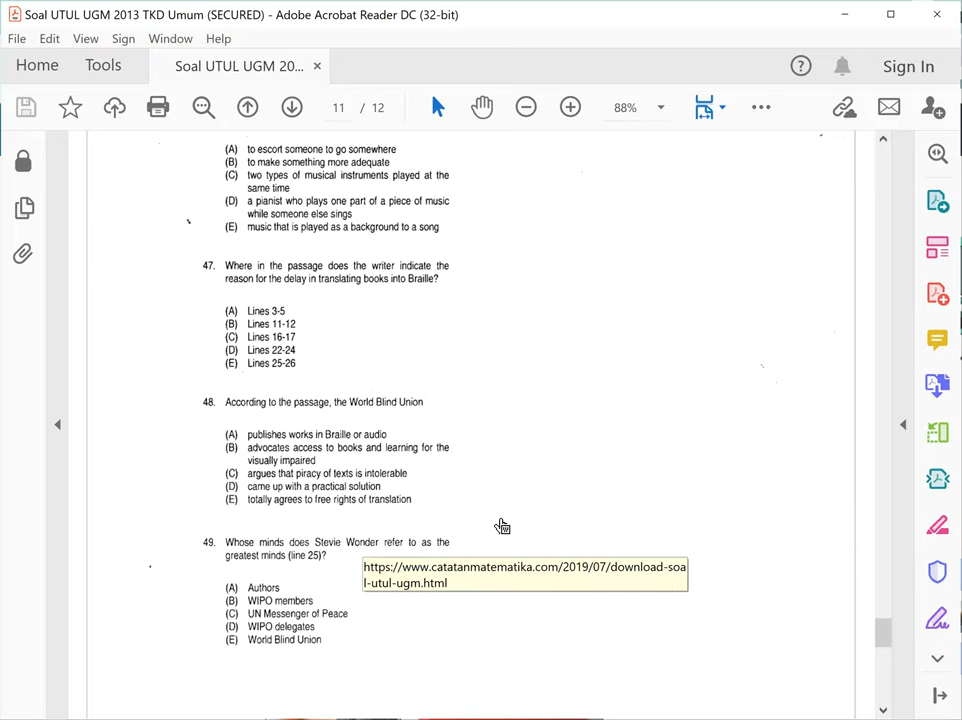 Soal UTUL UGM 2013 TKD Umum (SECURED) - Adobe Acrobat Reader DC (32-bit)
File Edit View Sign Window Help
Home Tools Soal UTUL UGM 20... × Sign In
11 / 12 88%
(A) to escort someone to go somewhere
(B) to make something more adequate
(C) two types of musical instruments played at the
same time
(D) a pianist who plays one part of a piece of music
while someone else sings
(E) music that is played as a background to a song
47. Where in the passage does the writer indicate the
reason for the delay in translating books into Braille?
(A) Lines 3-5
(B) Lines 11-12
(C) Lines 16-17
(D) Lines 22-24
(E) Lines 25-26
48. According to the passage, the World Blind Union
(A) publishes works in Braille or audio
(B) advocates access to books and learning for the
visually impaired
(C) argues that piracy of texts is intolerable
(D) came up with a practical solution
(E) totally agrees to free rights of translation
49. Whose minds does Stevie Wonder refer to as the
greatest minds (line 25)?
https://www.catatanmatematika.com/2019/07/download-soa
l-utul-ugm.html
(A) Authors
(B) WIPO members
(C) UN Messenger of Peace
(D) WIPO delegates
(E) World Blind Union